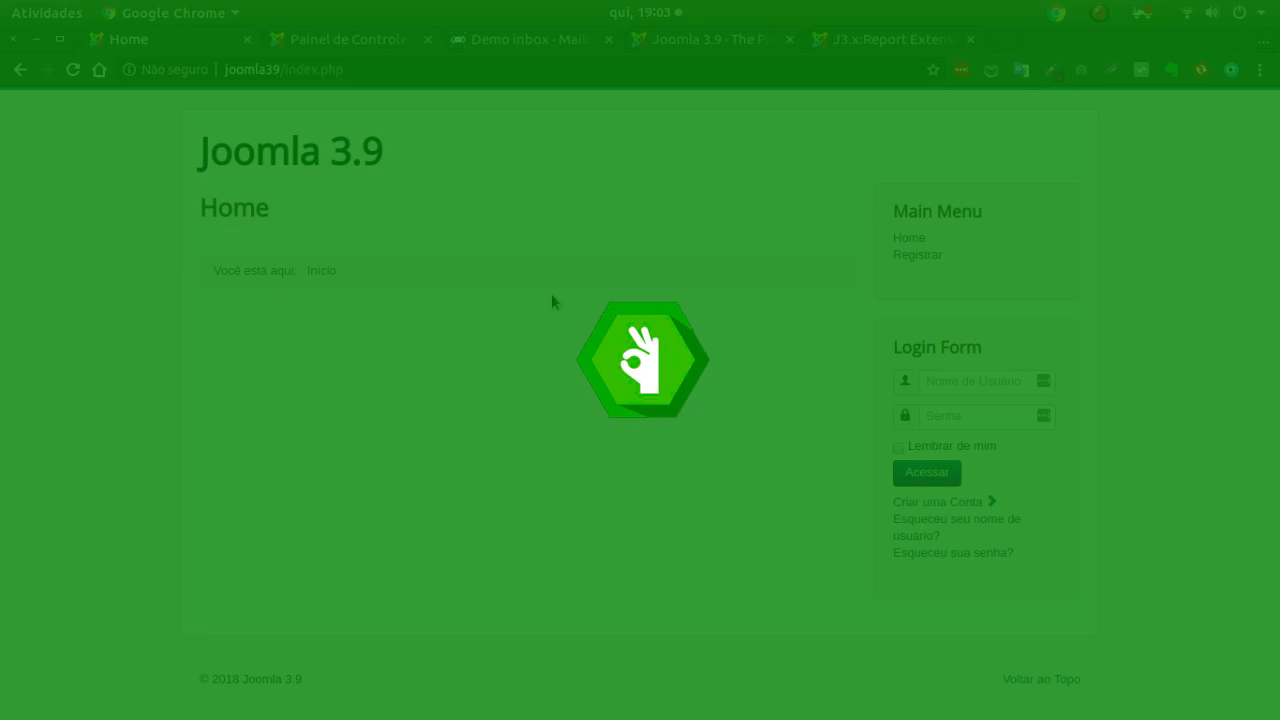 Atividades Google Chrome qui, 19:03
Home Painel de Controle Demo inbox - Mail Joomla 3.9 - The Pa J3.x:Report Extens
Não seguro | joomla39/index.php
Joomla 3.9
Home
Você está aqui: Início
Main Menu
Home
Registrar
Login Form
Nome de Usuário
Senha
Lembrar de mim
Acessar
Criar uma Conta
Esqueceu seu nome de
usuário?
Esqueceu sua senha?
© 2018 Joomla 3.9
Voltar ao Topo